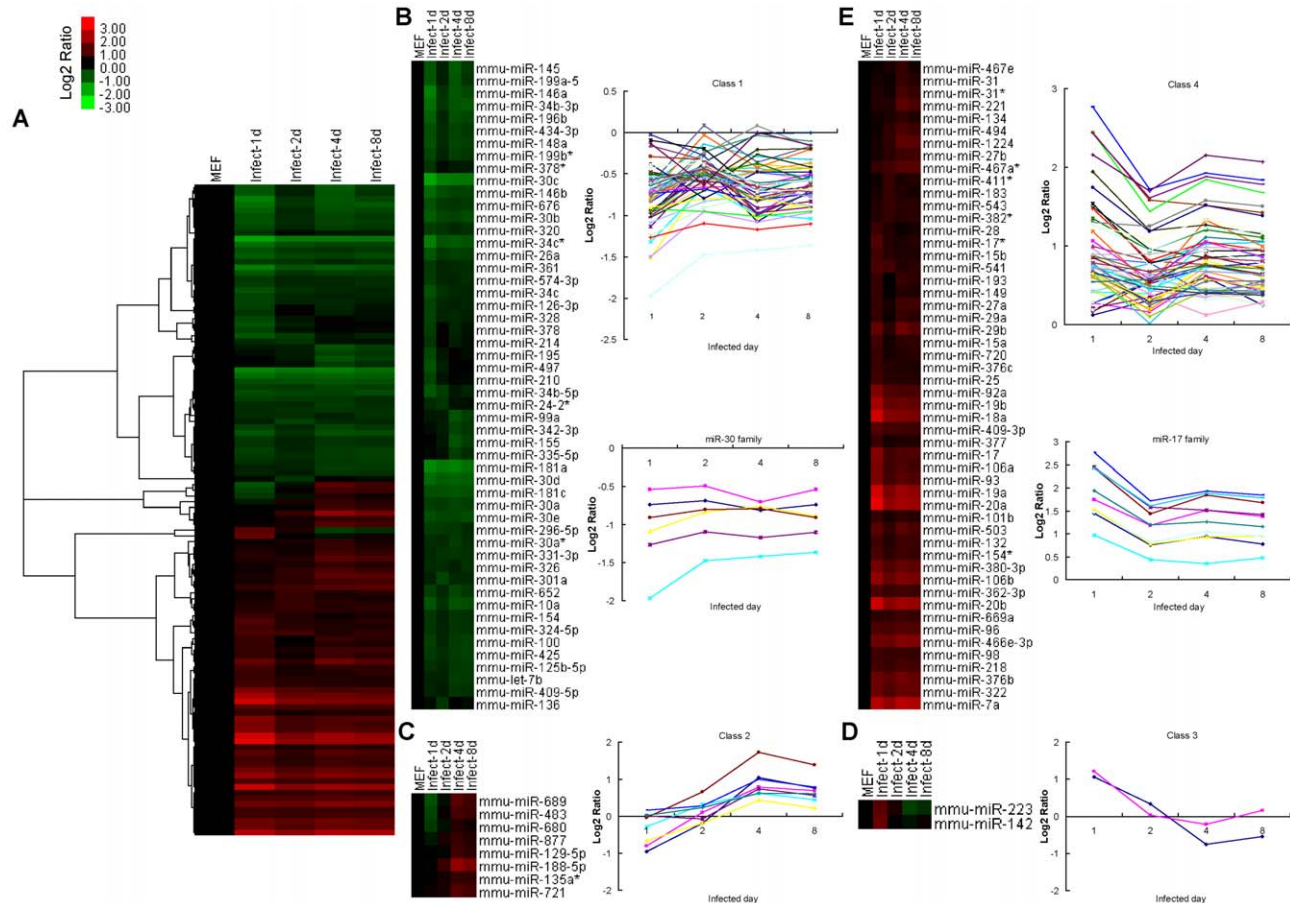 3.00
2.00
1.00
0.00
-1.00
-2.00
-3.00
Log2 Ratio
A
MEF
Infect-1d
Infect-2d
Infect-4d
Infect-8d
B
MEF
Infect-1d
Infect-2d
Infect-4d
Infect-8d
mmu-miR-145
mmu-miR-199a-5
mmu-miR-146a
mmu-miR-34b-3p
mmu-miR-196b
mmu-miR-434-3p
mmu-miR-148a
mmu-miR-199b*
mmu-miR-378*
mmu-miR-30c
mmu-miR-146b
mmu-miR-676
mmu-miR-30b
mmu-miR-320
mmu-miR-34c*
mmu-miR-26a
mmu-miR-361
mmu-miR-574-3p
mmu-miR-34c
mmu-miR-126-3p
mmu-miR-328
mmu-miR-378
mmu-miR-214
mmu-miR-195
mmu-miR-497
mmu-miR-210
mmu-miR-34b-5p
mmu-miR-24-2*
mmu-miR-99a
mmu-miR-342-3p
mmu-miR-155
mmu-miR-335-5p
mmu-miR-181a
mmu-miR-30d
mmu-miR-181c
mmu-miR-30a
mmu-miR-30e
mmu-miR-296-5p
mmu-miR-30a*
mmu-miR-331-3p
mmu-miR-326
mmu-miR-301a
mmu-miR-652
mmu-miR-10a
mmu-miR-154
mmu-miR-324-5p
mmu-miR-100
mmu-miR-425
mmu-miR-125b-5p
mmu-let-7b
mmu-miR-409-5p
mmu-miR-136
Class 1
0.5
0
-0.5
-1
-1.5
-2
-2.5
Log2 Ratio
1 2 4 8
Infected day
miR-30 family
0
-0.5
-1
-1.5
-2
Log2 Ratio
1 2 4 8
Infected day
C
MEF
Infect-1d
Infect-2d
Infect-4d
Infect-8d
mmu-miR-689
mmu-miR-483
mmu-miR-680
mmu-miR-877
mmu-miR-129-5p
mmu-miR-188-5p
mmu-miR-135a*
mmu-miR-721
Class 2
2
1
0
-1
-2
Log2 Ratio
1 2 4 8
Infected day
E
MEF
Infect-1d
Infect-2d
Infect-4d
Infect-8d
mmu-miR-467e
mmu-miR-31
mmu-miR-31*
mmu-miR-221
mmu-miR-134
mmu-miR-494
mmu-miR-1224
mmu-miR-27b
mmu-miR-467a*
mmu-miR-411*
mmu-miR-183
mmu-miR-543
mmu-miR-382*
mmu-miR-28
mmu-miR-17*
mmu-miR-15b
mmu-miR-541
mmu-miR-193
mmu-miR-149
mmu-miR-27a
mmu-miR-29a
mmu-miR-29b
mmu-miR-15a
mmu-miR-720
mmu-miR-376c
mmu-miR-25
mmu-miR-92a
mmu-miR-19b
mmu-miR-18a
mmu-miR-409-3p
mmu-miR-377
mmu-miR-17
mmu-miR-106a
mmu-miR-93
mmu-miR-19a
mmu-miR-20a
mmu-miR-101b
mmu-miR-503
mmu-miR-132
mmu-miR-154*
mmu-miR-380-3p
mmu-miR-106b
mmu-miR-362-3p
mmu-miR-20b
mmu-miR-669a
mmu-miR-96
mmu-miR-466e-3p
mmu-miR-98
mmu-miR-218
mmu-miR-376b
mmu-miR-322
mmu-miR-7a
Class 4
3
2
1
0
Log2 Ratio
1 2 4 8
Infected day
miR-17 family
3
2.5
2
1.5
1
0.5
0
Log2 Ratio
1 2 4 8
Infected day
D
MEF
Infect-1d
Infect-2d
Infect-4d
Infect-8d
mmu-miR-223
mmu-miR-142
Class 3
2
1
0
-1
-2
Log2 Ratio
1 2 4 8
Infected day